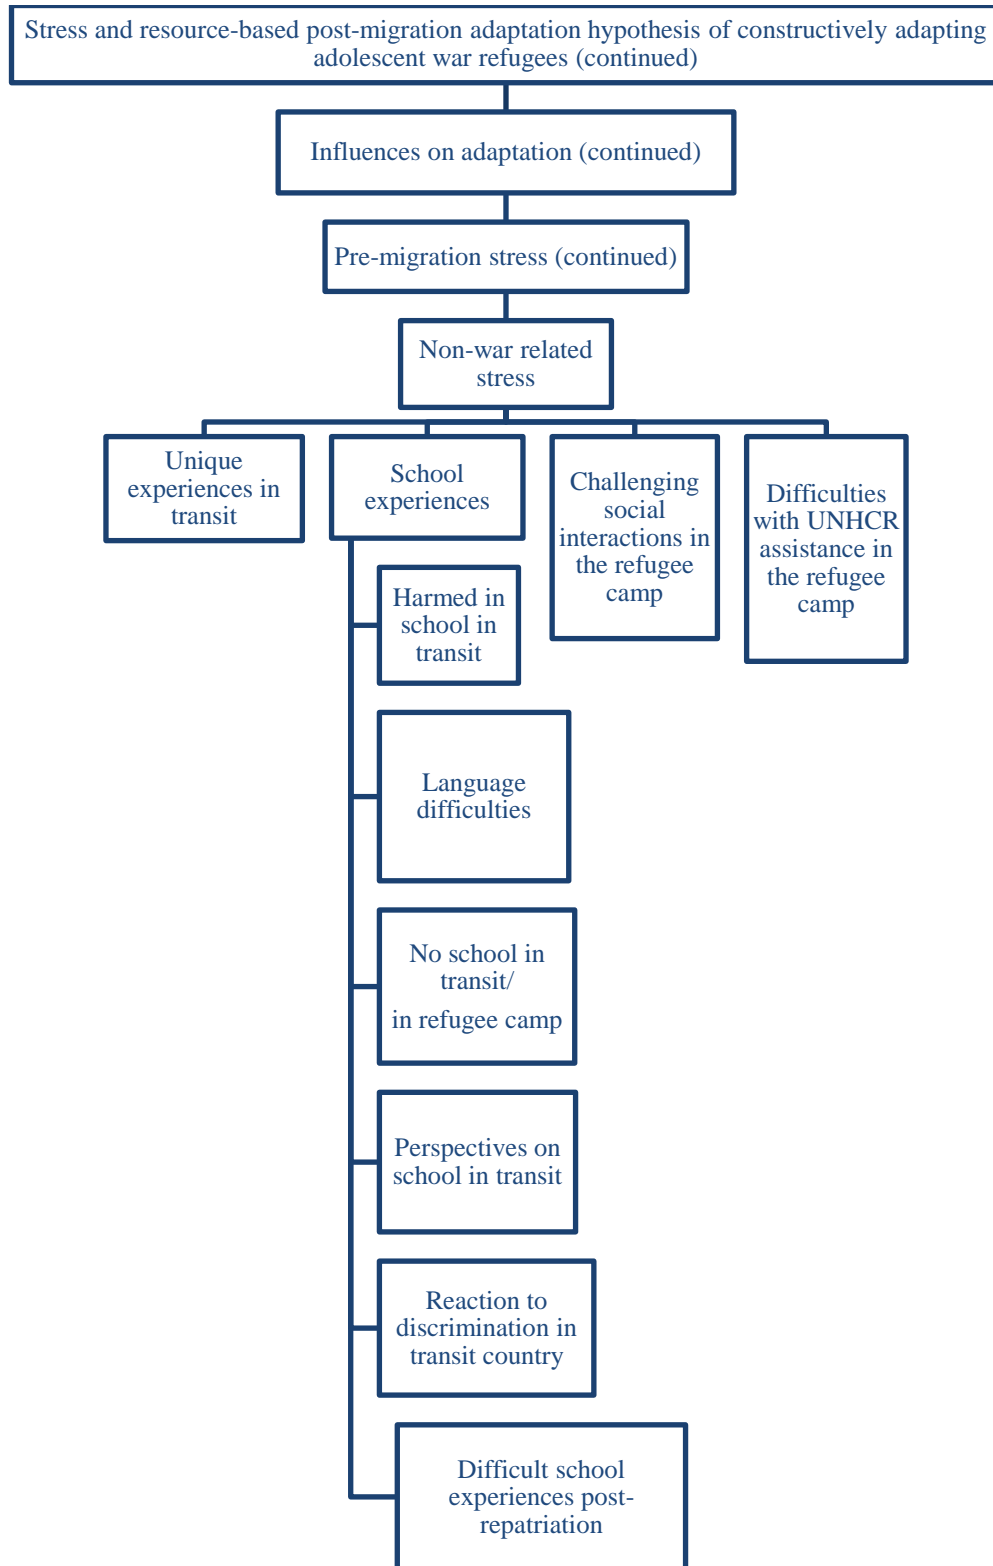 Stress and resource-based post-migration adaptation hypothesis of constructively adapting
adolescent war refugees (continued)
Influences on adaptation (continued)
Pre-migration stress (continued)
Non-war related
stress
Unique
experiences in
transit
School
experiences
Challenging
social
interactions in
the refugee
camp
Difficulties
with UNHCR
assistance in
the refugee
camp
Harmed in
school in
transit
Language
difficulties
No school in
transit/
in refugee camp
Perspectives on
school in transit
Reaction to
discrimination in
transit country
Difficult school
experiences post-
repatriation